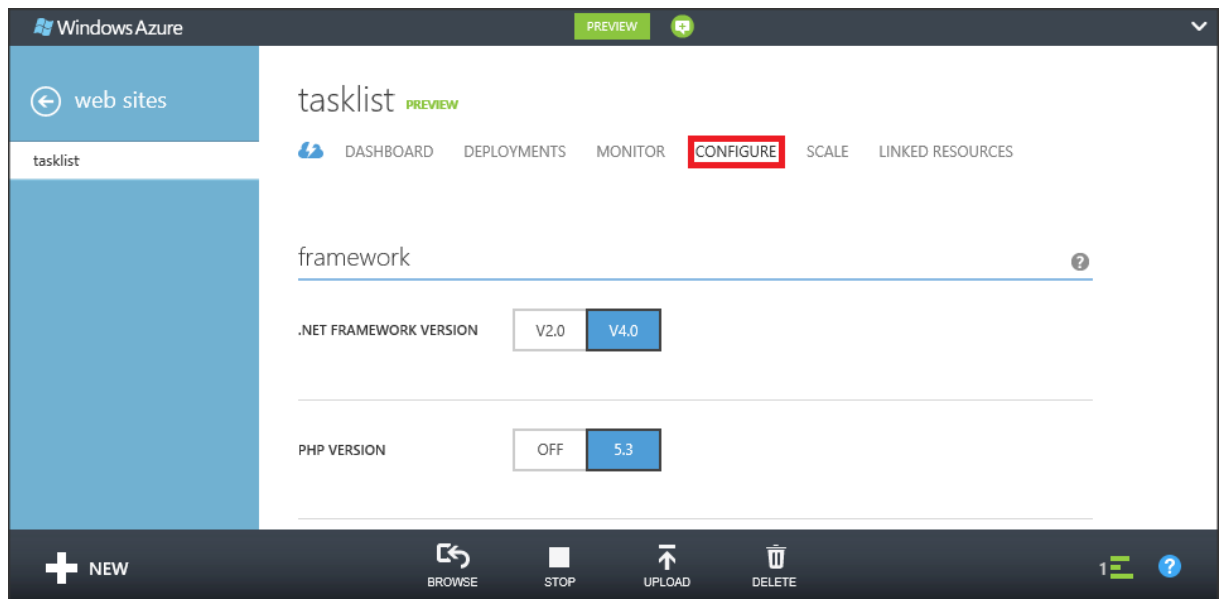 Windows Azure
PREVIEW
web sites
tasklist
tasklist PREVIEW
DASHBOARD DEPLOYMENTS MONITOR CONFIGURE SCALE LINKED RESOURCES
framework
?
.NET FRAMEWORK VERSION V2.0 V4.0
PHP VERSION OFF 5.3
NEW
BROWSE STOP UPLOAD DELETE
1
?